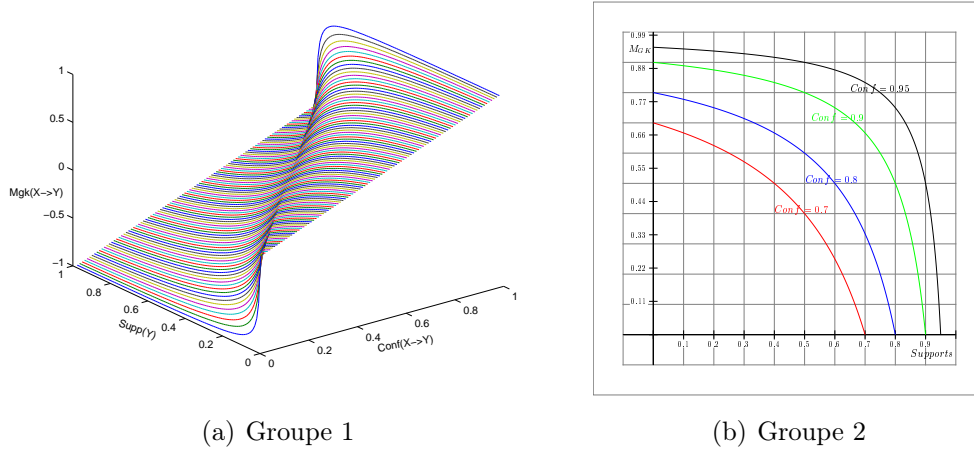 1
0.5
0
Mgk(X−>Y)
−0.5
−1
1
0.8
0.6
0.4
0.2
0
Supp(Y)
0
0.2
0.4
0.6
0.8
1
Conf(X−>Y)
0.99
M_GK
0.88
0.77
0.66
0.55
0.44
0.33
0.22
0.11
Conf = 0.95
Conf = 0.9
Conf = 0.8
Conf = 0.7
0.1 0.2 0.3 0.4 0.5 0.6 0.7 0.8 0.9
Supports
(a) Groupe 1
(b) Groupe 2